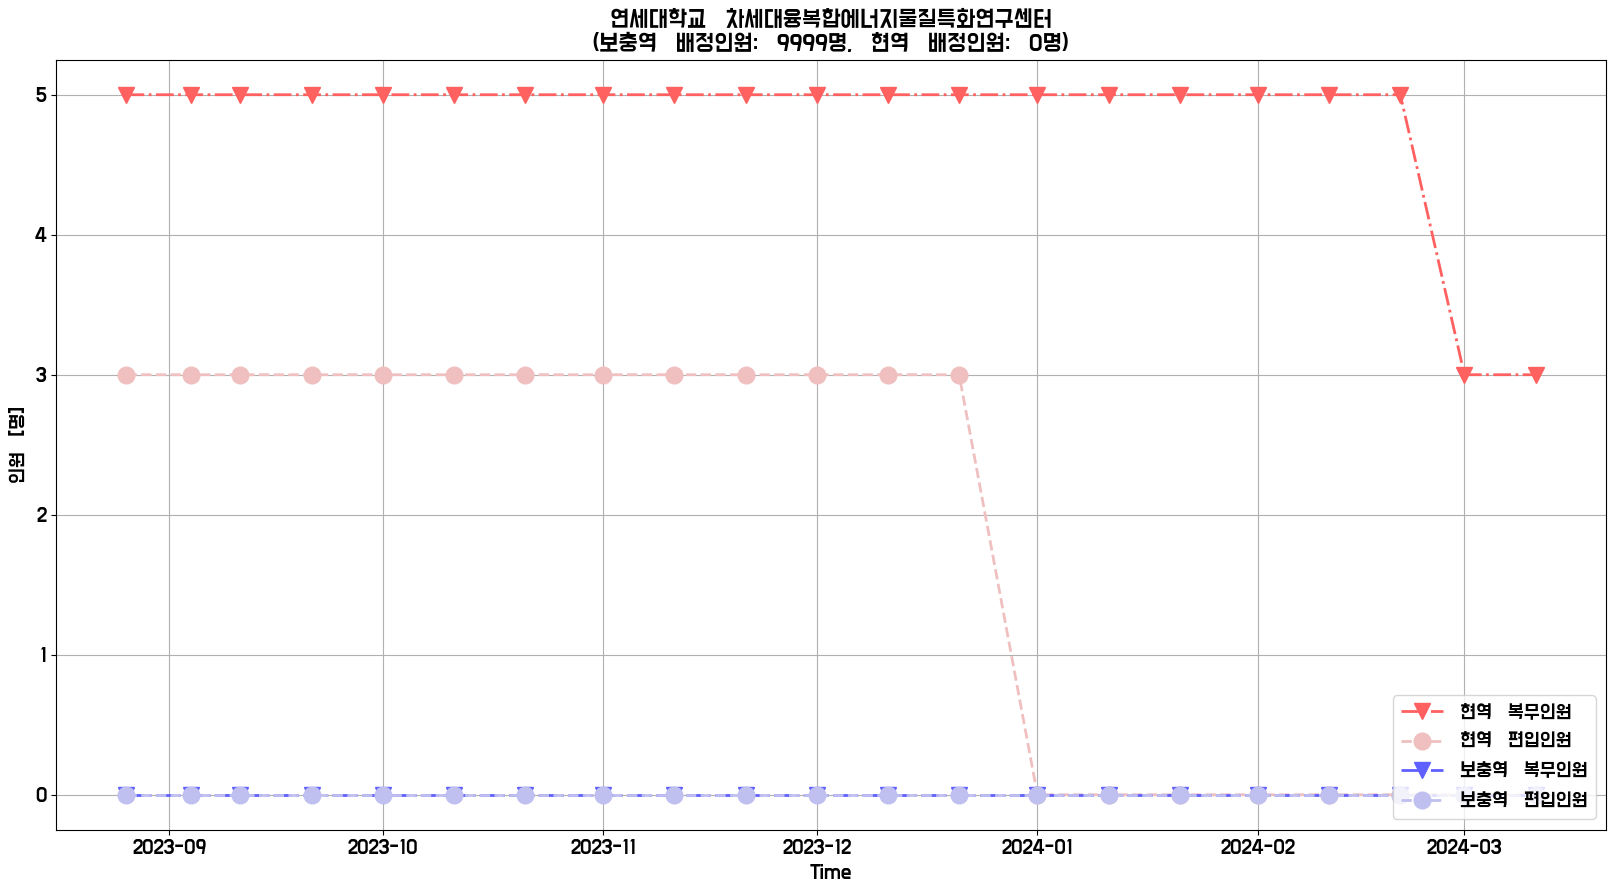 연세대학교 차세대융복합에너지물질특화연구센터
(보충역 배정인원: 9999명, 현역 배정인원: 0명)
5
4
3
2
1
0
인원 [명]
현역 복무인원
현역 편입인원
보충역 복무인원
보충역 편입인원
2023-09 2023-10 2023-11 2023-12 2024-01 2024-02 2024-03
Time